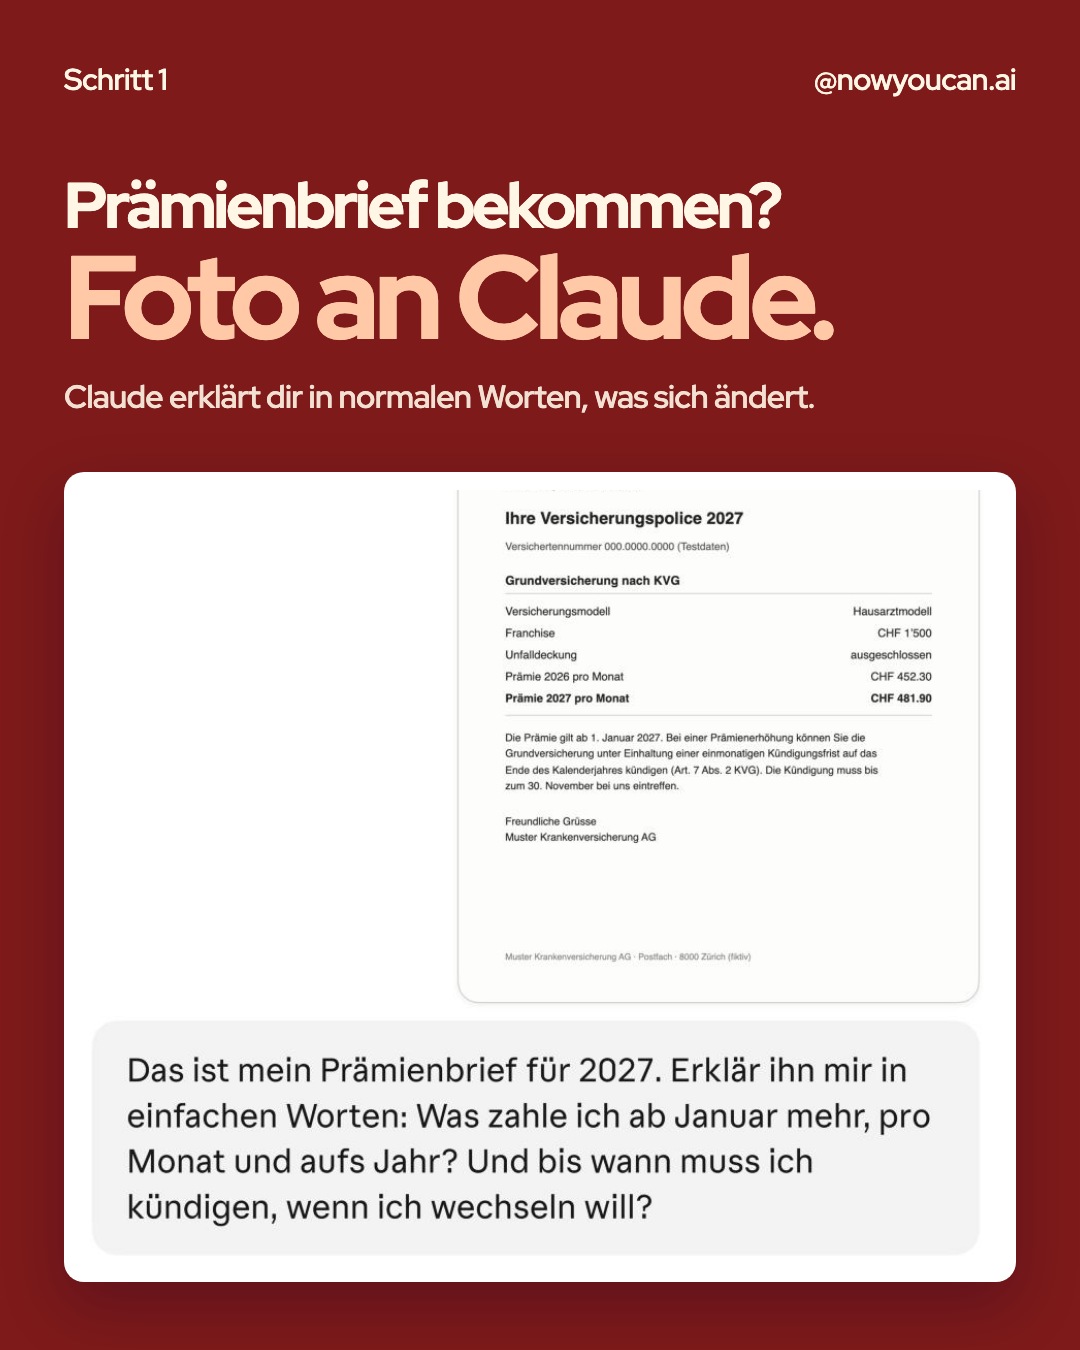 Schritt 1
@nowyoucan.ai
Prämienbrief bekommen?
Foto an Claude.
Claude erklärt dir in normalen Worten, was sich ändert.
Ihre Versicherungspolice 2027
Versichertennummer 000.0000.0000 (Testdaten)
Grundversicherung nach KVG
Versicherungsmodell Hausarztmodell
Franchise CHF 1'500
Unfalldeckung ausgeschlossen
Prämie 2026 pro Monat CHF 452.30
Prämie 2027 pro Monat CHF 481.90
Die Prämie gilt ab 1. Januar 2027. Bei einer Prämienerhöhung können Sie die
Grundversicherung unter Einhaltung einer einmonatigen Kündigungsfrist auf das
Ende des Kalenderjahres kündigen (Art. 7 Abs. 2 KVG). Die Kündigung muss bis
zum 30. November bei uns eintreffen.
Freundliche Grüsse
Muster Krankenversicherung AG
Muster Krankenversicherung AG · Postfach · 8000 Zürich (fiktiv)
Das ist mein Prämienbrief für 2027. Erklär ihn mir in
einfachen Worten: Was zahle ich ab Januar mehr, pro
Monat und aufs Jahr? Und bis wann muss ich
kündigen, wenn ich wechseln will?